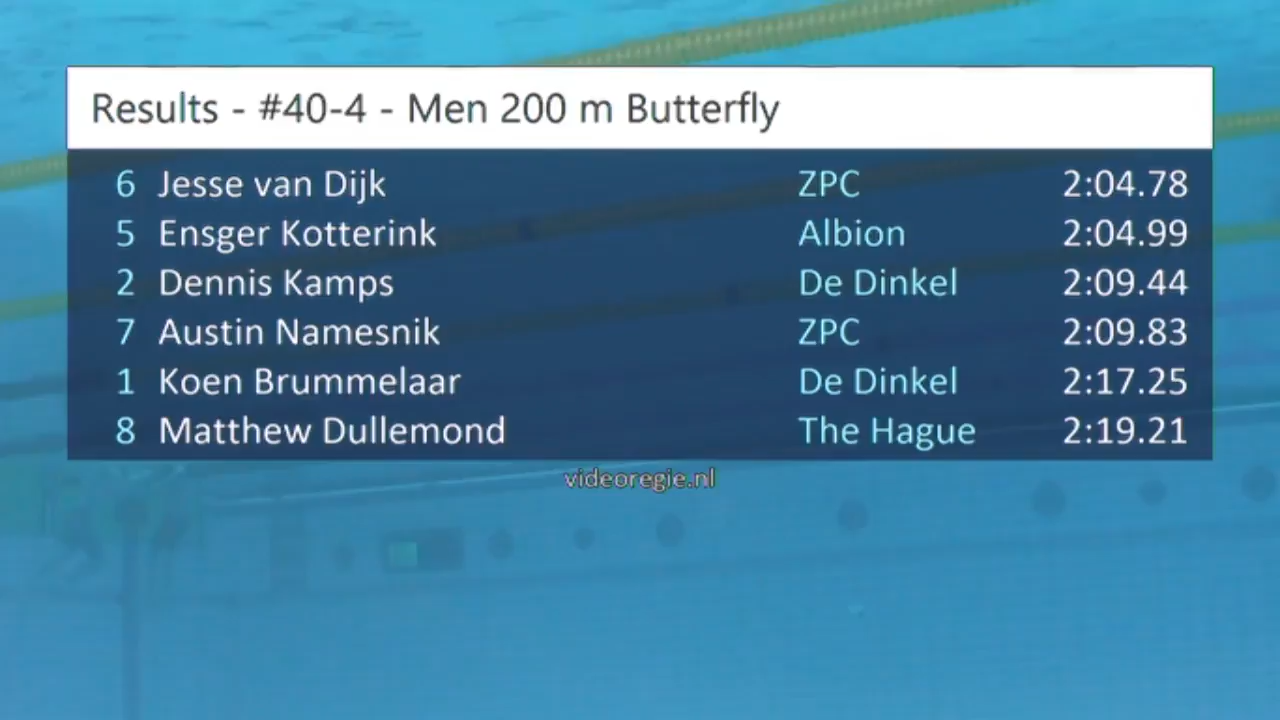 Results - #40-4 - Men 200 m Butterfly
6 Jesse van Dijk ZPC 2:04.78
5 Ensger Kotterink Albion 2:04.99
2 Dennis Kamps De Dinkel 2:09.44
7 Austin Namesnik ZPC 2:09.83
1 Koen Brummelaar De Dinkel 2:17.25
8 Matthew Dullemond The Hague 2:19.21
videoregie.nl